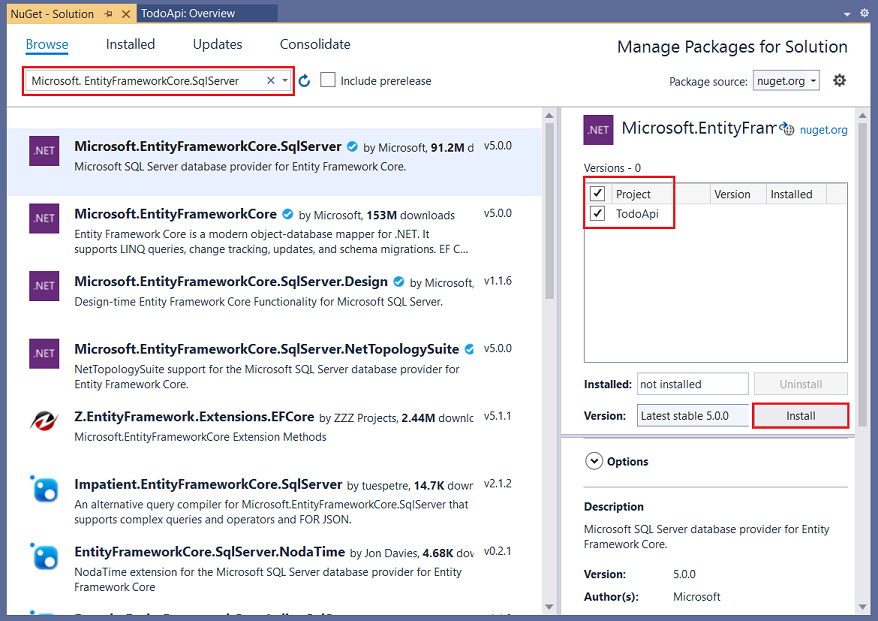 NuGet - Solution
TodoApi: Overview
Browse Installed Updates Consolidate
Manage Packages for Solution
Microsoft. EntityFrameworkCore.SqlServer
Include prerelease
Package source: nuget.org
.NET
Microsoft.EntityFrameworkCore.SqlServer by Microsoft, 91.2M d v5.0.0
Microsoft SQL Server database provider for Entity Framework Core.
.NET
Microsoft.EntityFrameworkCore by Microsoft, 153M downloads v5.0.0
Entity Framework Core is a modern object-database mapper for .NET. It
supports LINQ queries, change tracking, updates, and schema migrations. EF C...
.NET
Microsoft.EntityFrameworkCore.SqlServer.Design by Microsoft, v1.1.6
Design-time Entity Framework Core Functionality for Microsoft SQL Server.
.NET
Microsoft.EntityFrameworkCore.SqlServer.NetTopologySuite v5.0.0
NetTopologySuite support for the Microsoft SQL Server database provider for
Entity Framework Core.
Z.EntityFramework.Extensions.EFCore by ZZZ Projects, 2.44M downlo v5.1.1
Microsoft.EntityFrameworkCore Extension Methods
Impatient.EntityFrameworkCore.SqlServer by tuespetre, 14.7K down v2.1.2
An alternative query compiler for Microsoft.EntityFrameworkCore.SqlServer that
supports complex queries and operators and FOR JSON.
EntityFrameworkCore.SqlServer.NodaTime by Jon Davies, 4.68K dov v0.2.1
NodaTime extension for the Microsoft SQL Server database provider for Entity
Framework Core
.NET
Microsoft.EntityFram
nuget.org
Versions - 0
Project Version Installed
TodoApi
Installed: not installed Uninstall
Version: Latest stable 5.0.0 Install
Options
Description
Microsoft SQL Server database provider for Entity
Framework Core.
Version: 5.0.0
Author(s): Microsoft